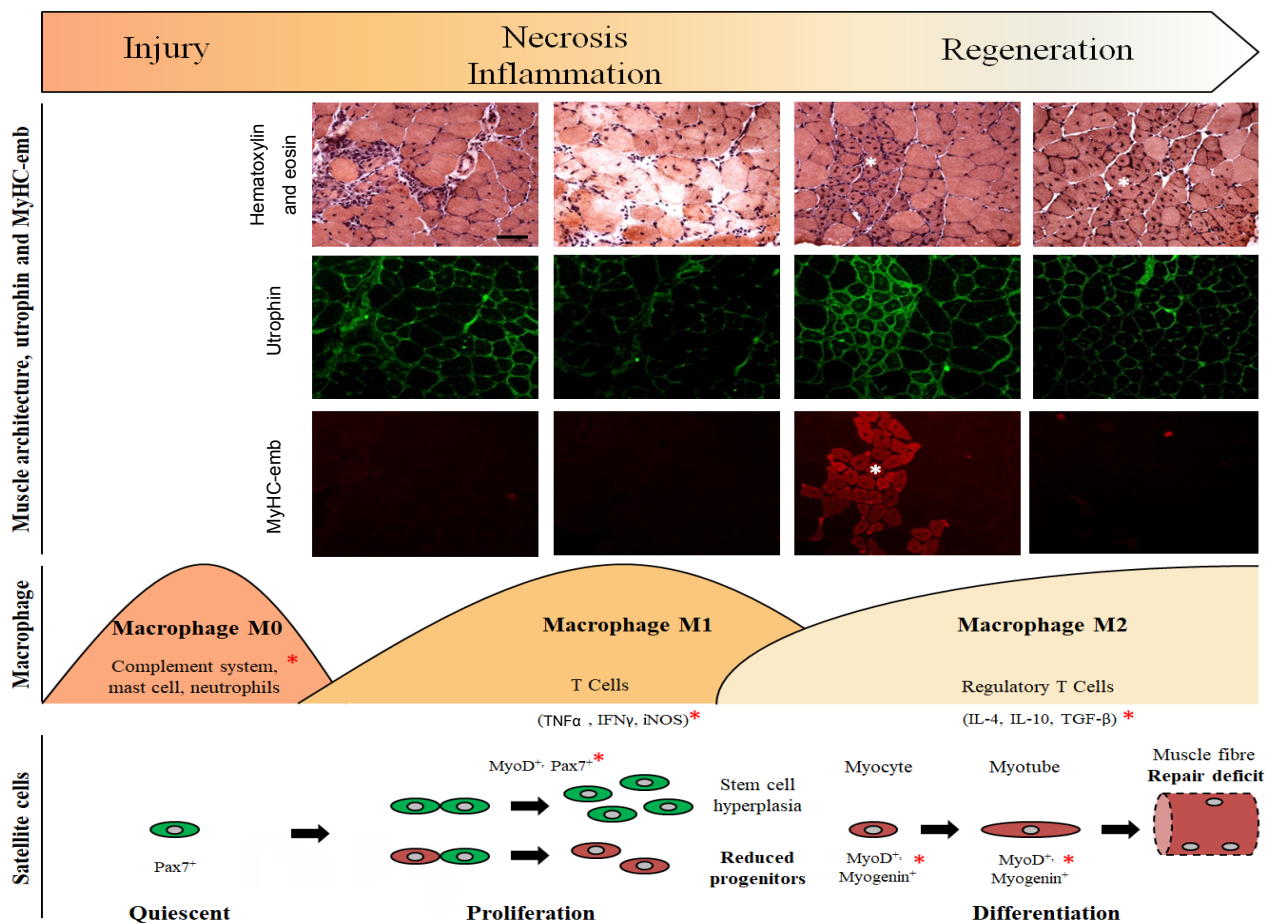 Injury
Necrosis
Inflammation
Regeneration
Muscle architecture, utrophin and MyHC-emb
Hematoxylin
and eosin
*
*
Utrophin
MyHC-emb
*
Macrophage
Macrophage M0
Complement system, *
mast cell, neutrophils
Macrophage M1
T Cells
(TNFα , IFNγ, iNOS)*
Macrophage M2
Regulatory T Cells
(IL-4, IL-10, TGF-β) *
Satellite cells
Pax7+
Quiescent
MyoD+, Pax7+*
Stem cell
hyperplasia
Reduced
progenitors
Proliferation
Myocyte
MyoD+,
Myogenin+ *
Myotube
MyoD+, *
Myogenin+
Muscle fibre
Repair deficit
Differentiation